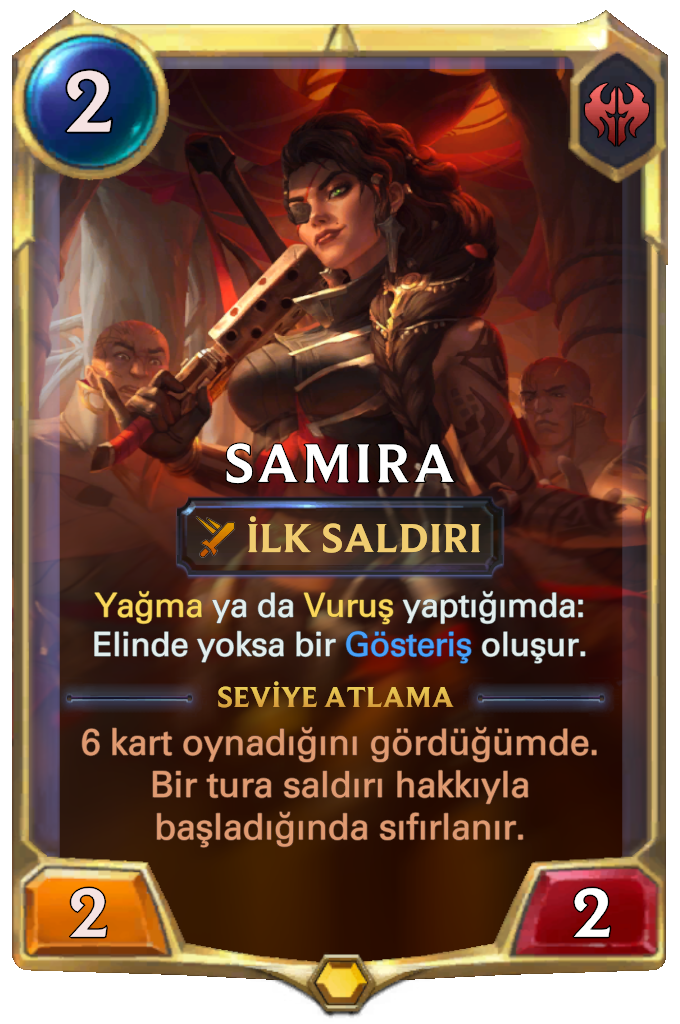 2
SAMIRA
İLK SALDIRI
Yağma ya da Vuruş yaptığımda:
Elinde yoksa bir Gösteriş oluşur.
SEVİYE ATLAMA
6 kart oynadığını gördüğümde.
Bir tura saldırı hakkıyla
başladığında sıfırlanır.
2
2